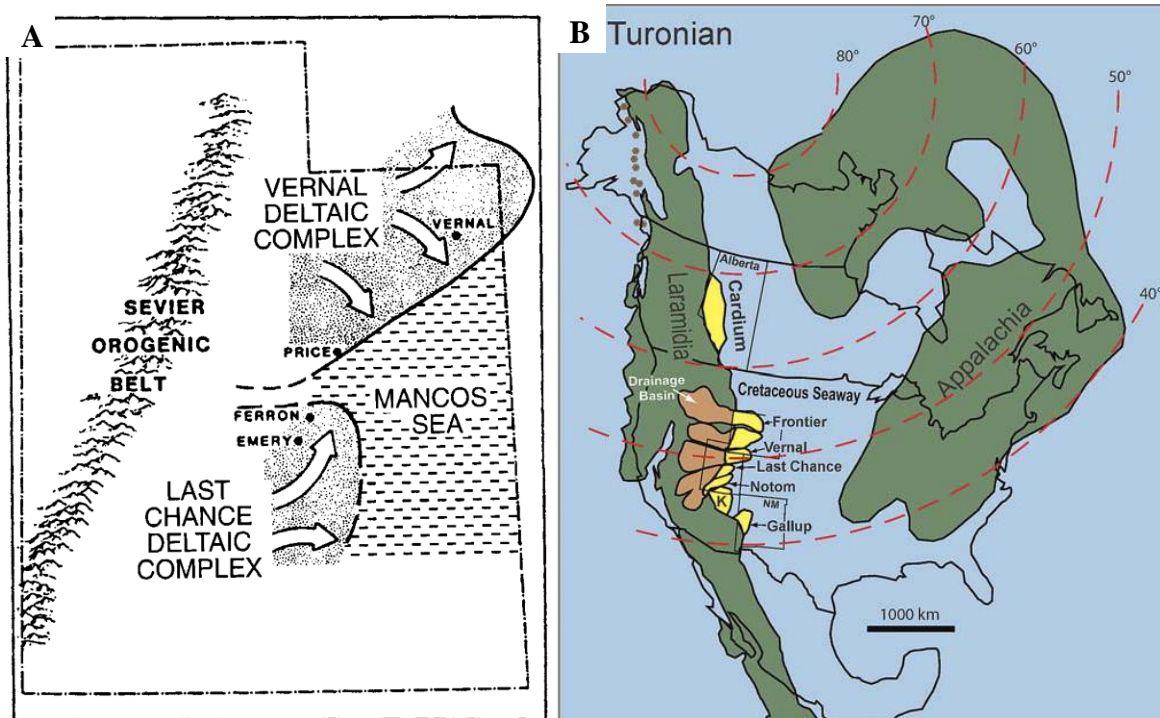 A
VERNAL
DELTAIC
COMPLEX
VERNAL
SEVIER
OROGENIC
BELT
PRICE
MANCOS
SEA
FERRON
EMERY
LAST
CHANCE
DELTAIC
COMPLEX
B
Turonian
70°
80°
60°
50°
40°
Alberta
Cardium
Laramidia
Appalachia
Drainage
Basin
Cretaceous Seaway
Frontier
Vernal
Last Chance
Notom
K
NM
Gallup
1000 km